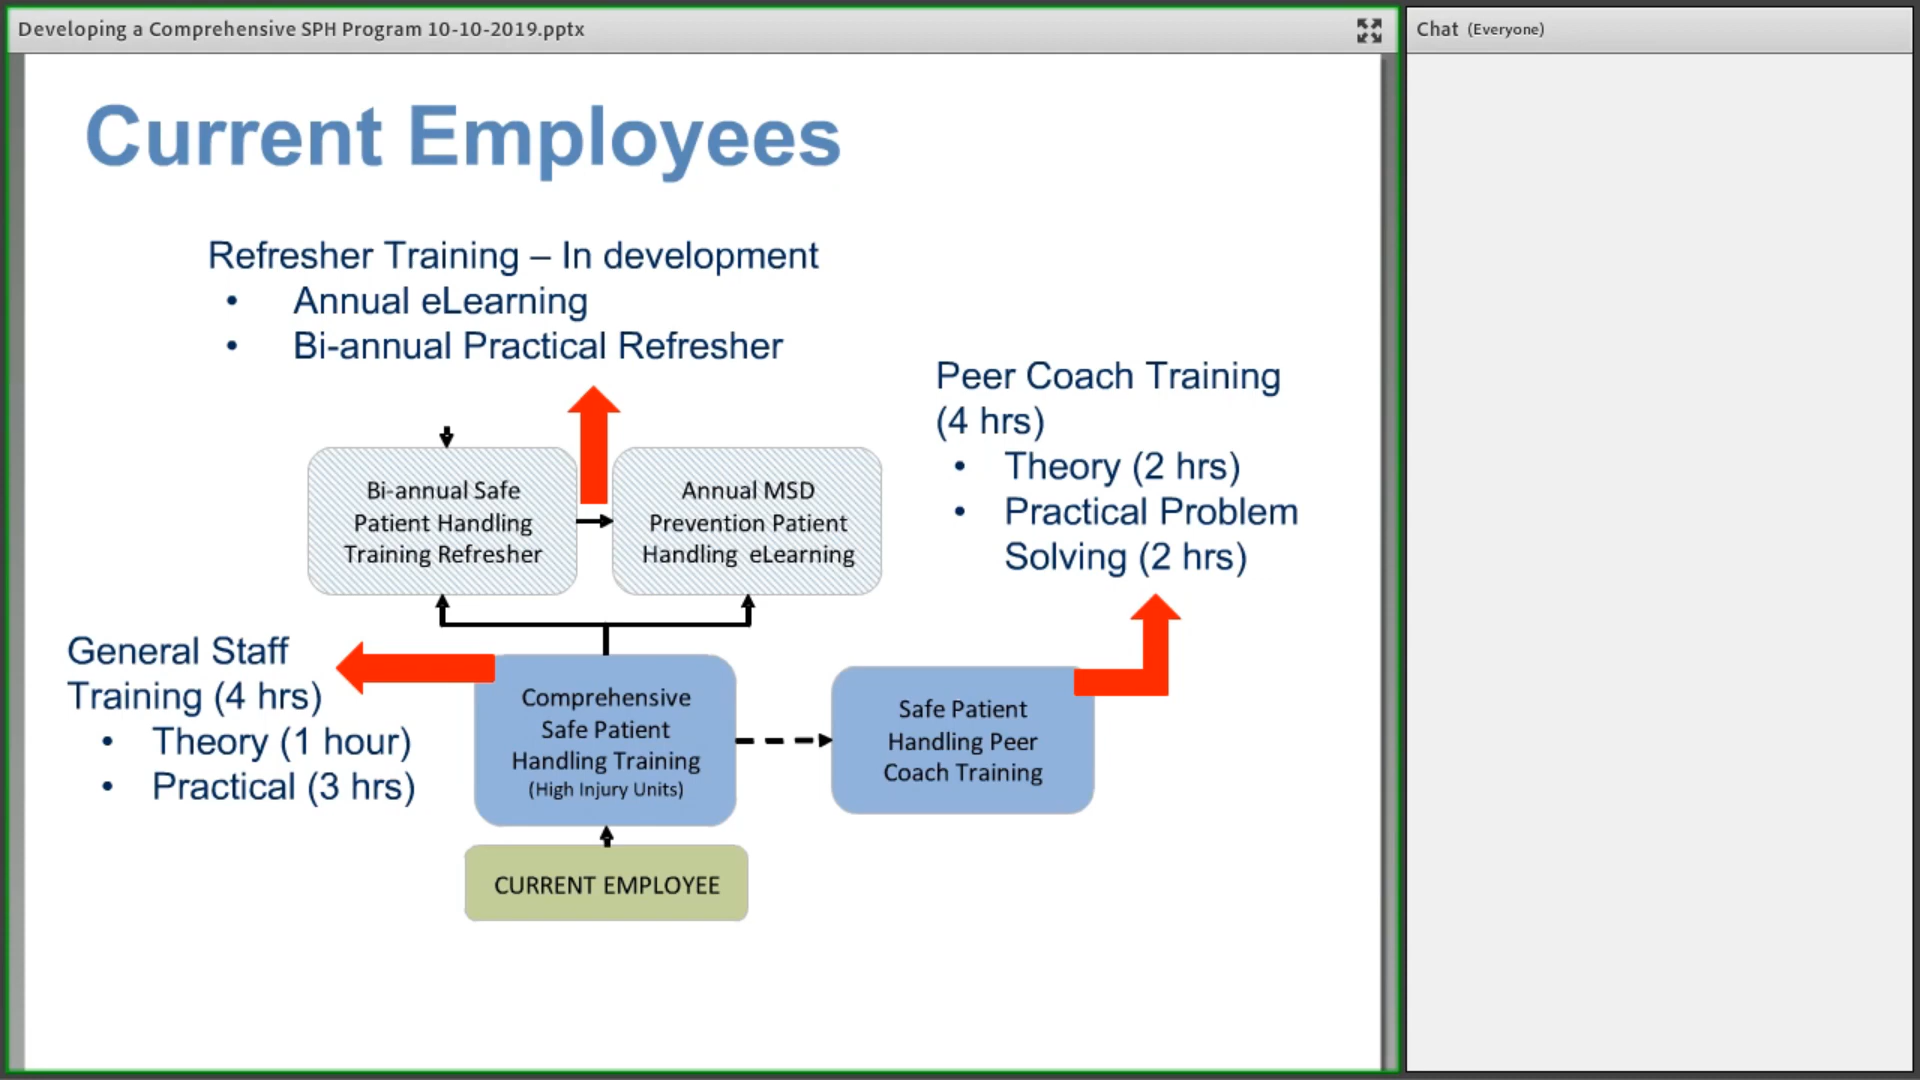 Developing a Comprehensive SPH Program 10-10-2019.pptx
Chat (Everyone)
Current Employees
Refresher Training – In development
• Annual eLearning
• Bi-annual Practical Refresher
Peer Coach Training
(4 hrs)
• Theory (2 hrs)
• Practical Problem
Solving (2 hrs)
Bi-annual Safe
Patient Handling
Training Refresher
Annual MSD
Prevention Patient
Handling eLearning
General Staff
Training (4 hrs)
• Theory (1 hour)
• Practical (3 hrs)
Comprehensive
Safe Patient
Handling Training
(High Injury Units)
Safe Patient
Handling Peer
Coach Training
CURRENT EMPLOYEE